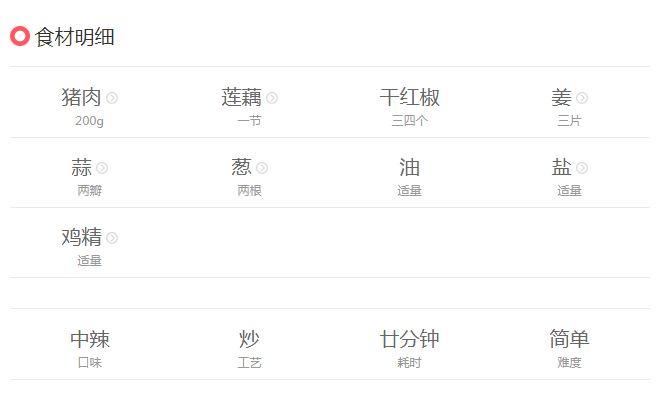 食材明细
猪肉 莲藕 干红椒 姜
200g 一节 三四个 三片
蒜 葱 油 盐
两瓣 两根 适量 适量
鸡精
适量
中辣 炒 廿分钟 简单
口味 工艺 耗时 难度